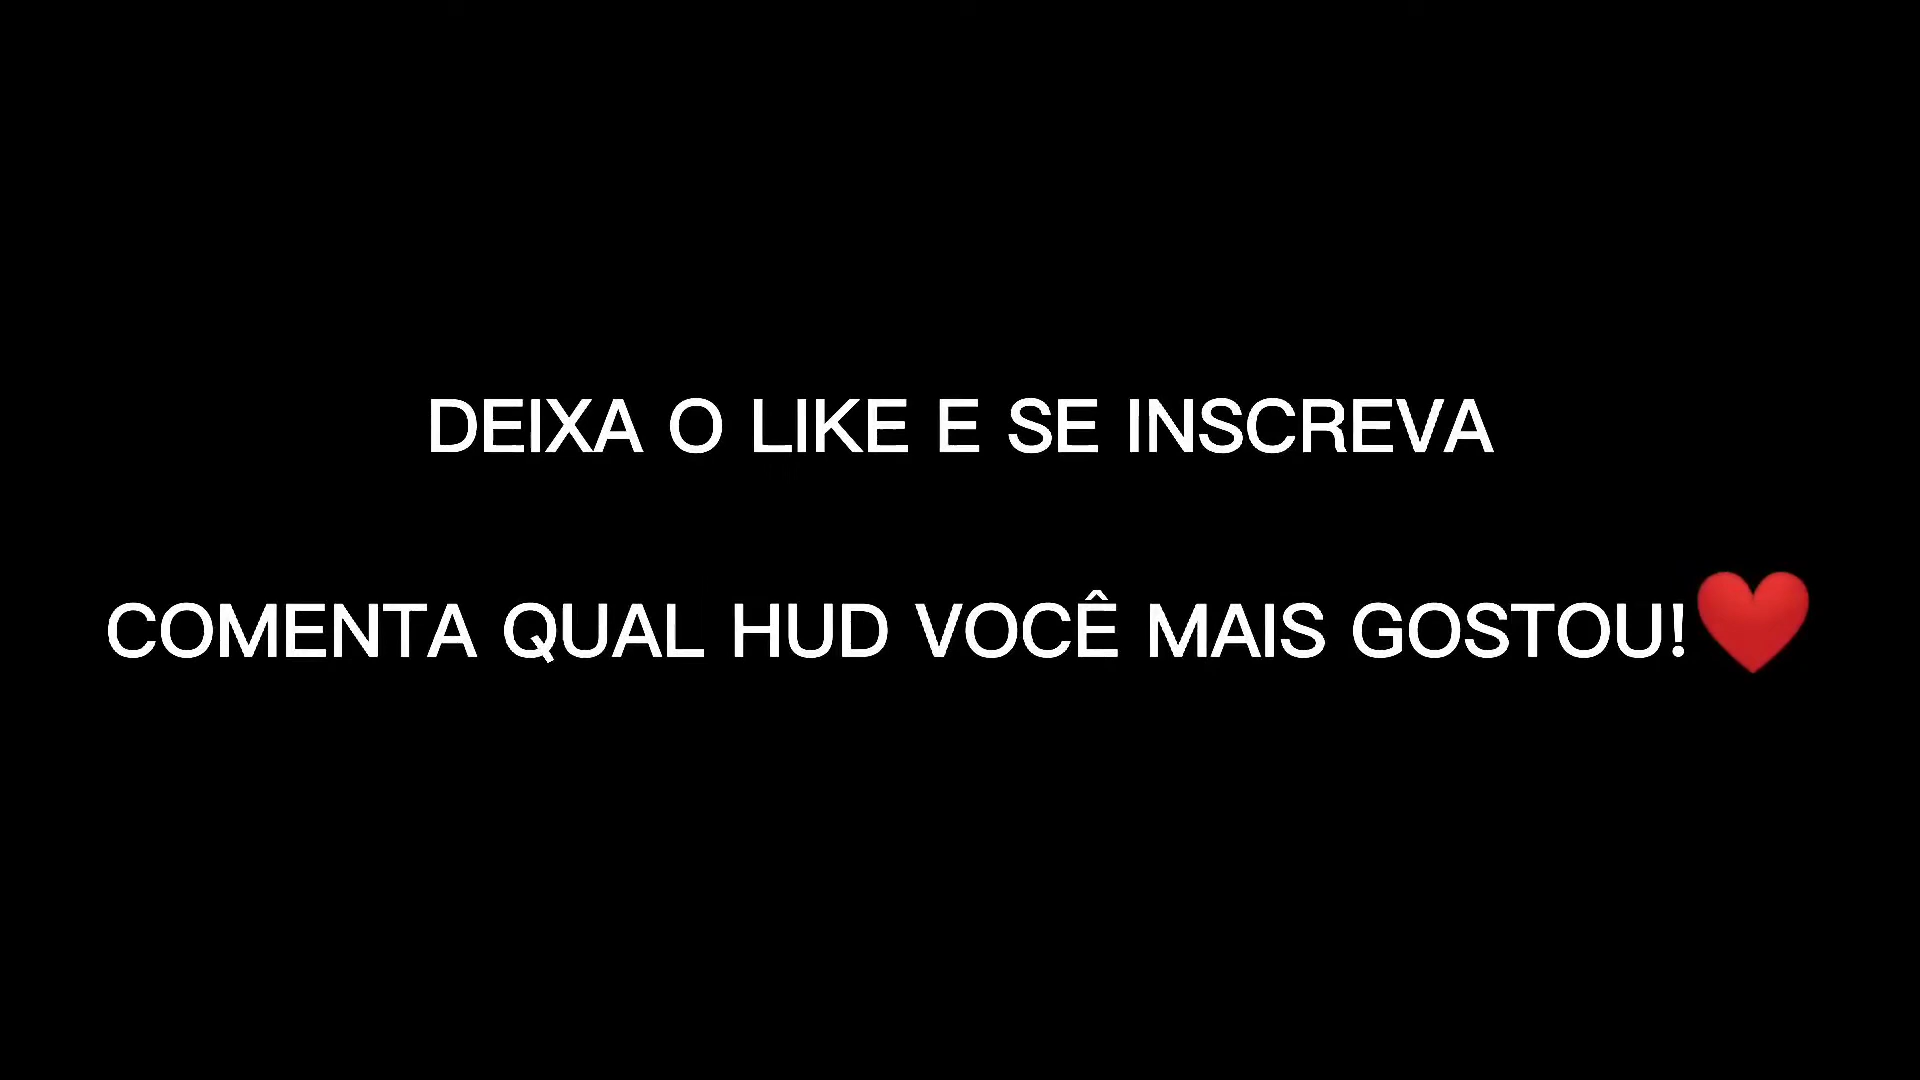 DEIXA O LIKE E SE INSCREVA
COMENTA QUAL HUD VOCÊ MAIS GOSTOU!❤️